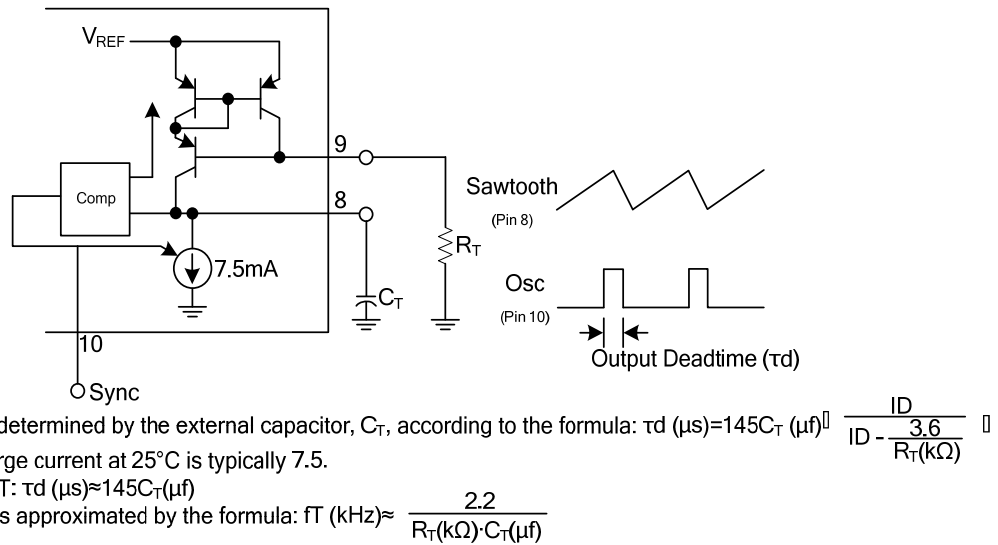 VREF
9
Comp
8
Sawtooth
(Pin 8)
RT
7.5mA
Osc
CT
(Pin 10)
10
Output Deadtime (τd)
Sync
determined by the external capacitor, CT, according to the formula: τd (µs)=145CT (µf) ID / ID - 3.6 / RT(kΩ)
rge current at 25°C is typically 7.5.
T: τd (µs)≈145CT(µf)
s approximated by the formula: fT (kHz)≈ 2.2 / RT(kΩ)·CT(µf)